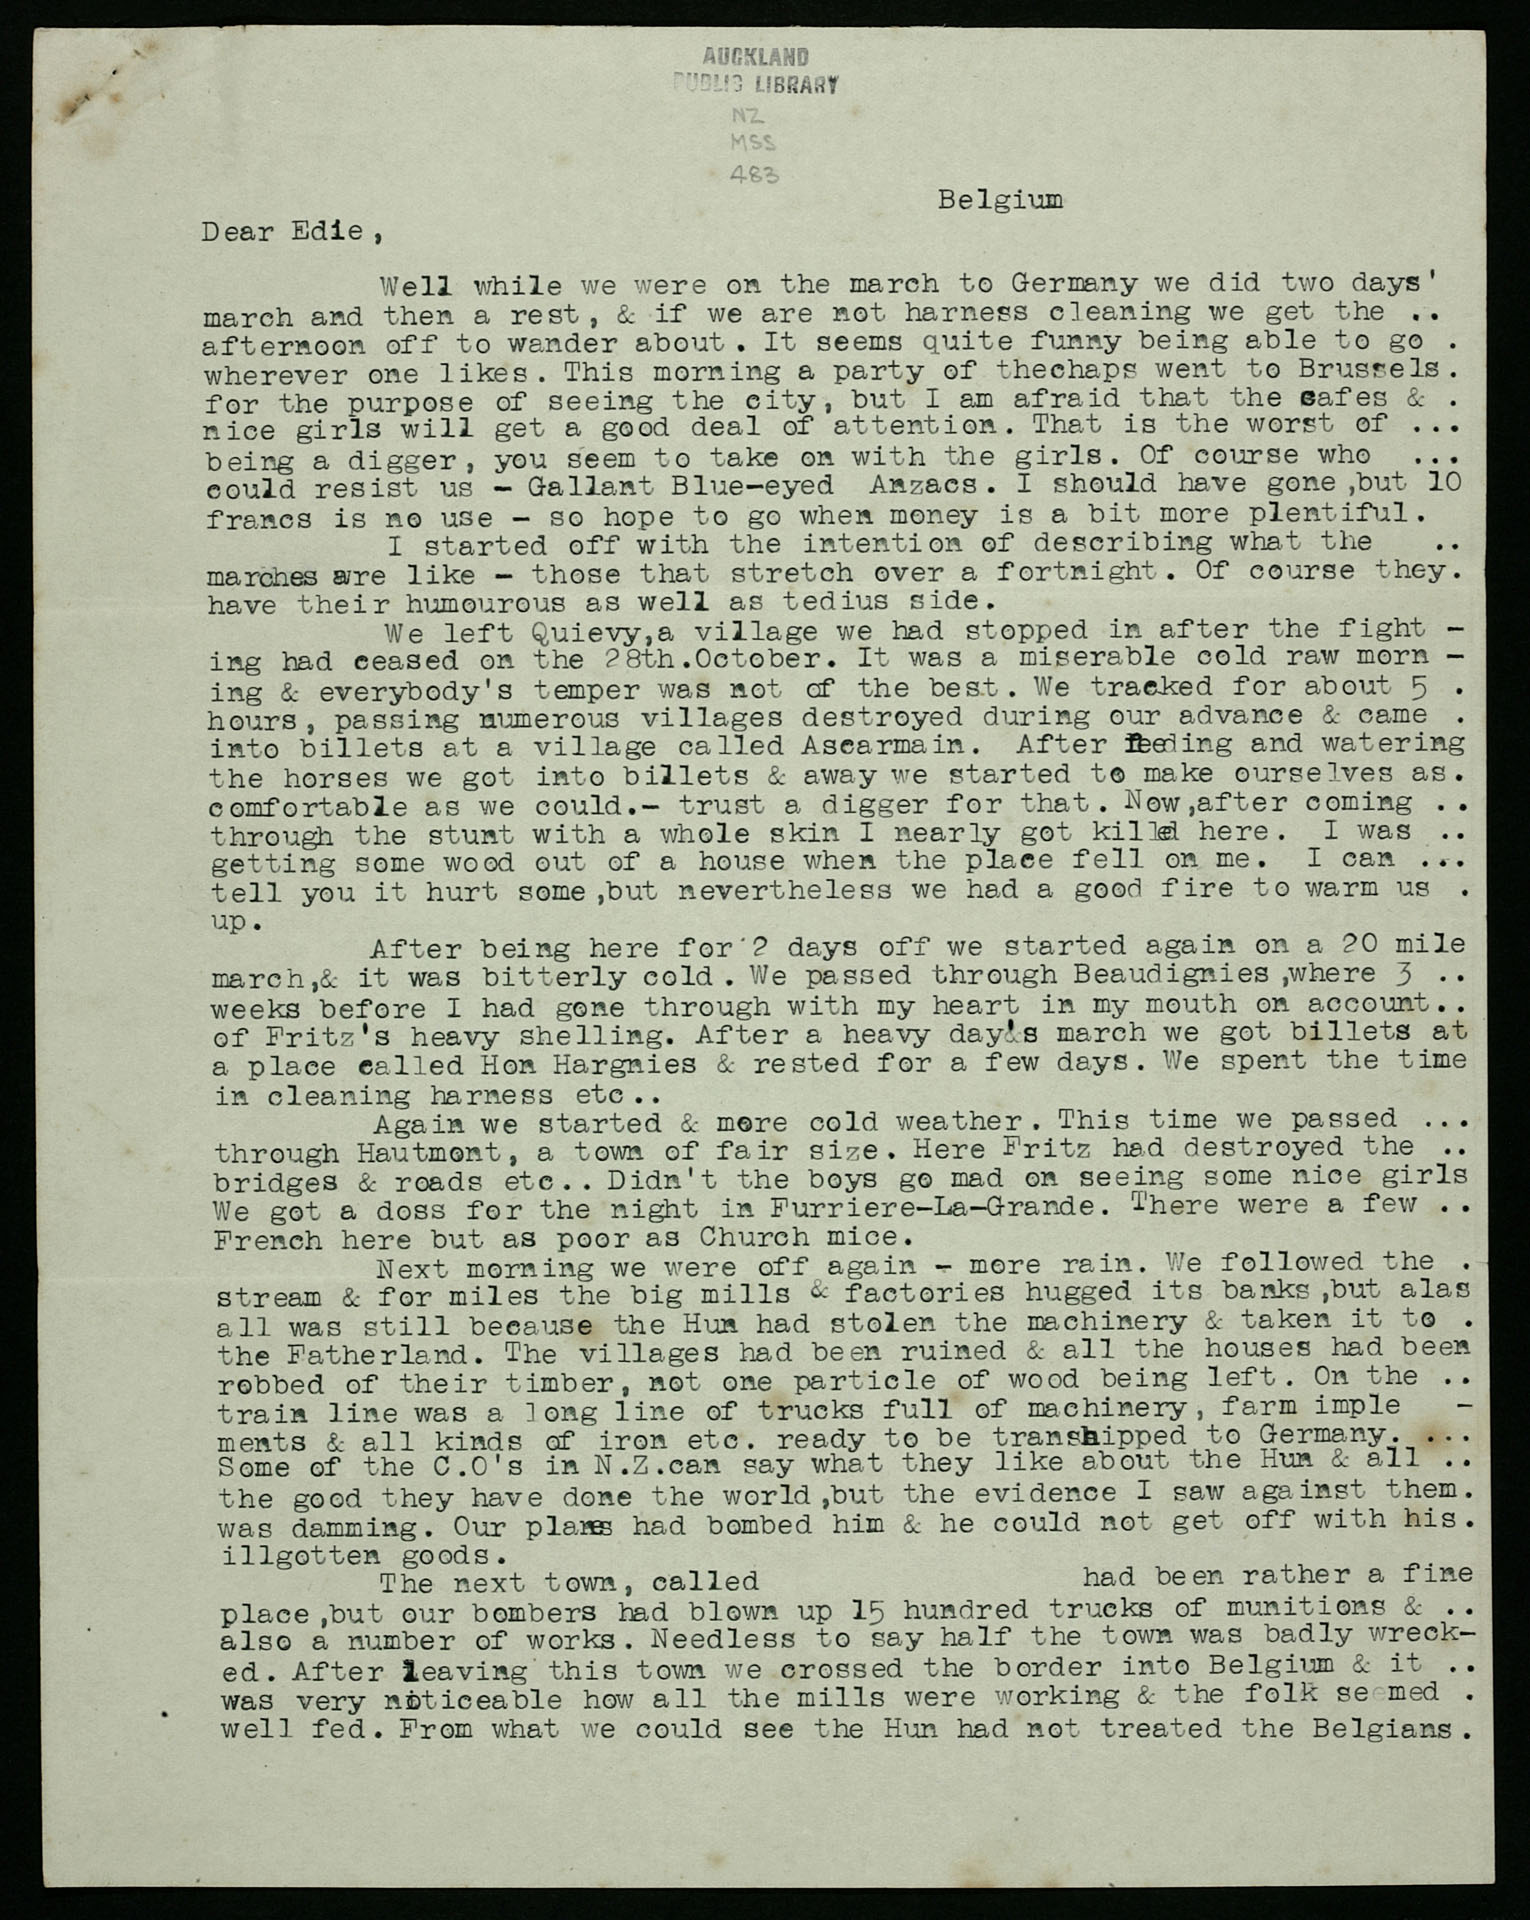 AUCKLAND
PUBLIC LIBRARY
NZ
MSS
483
Belgium
Dear Edie,
Well while we were on the march to Germany we did two days'
march and then a rest, & if we are not harness cleaning we get the ..
afternoon off to wander about. It seems quite funny being able to go .
wherever one likes. This morning a party of thechaps went to Brussels.
for the purpose of seeing the city, but I am afraid that the cafes & .
nice girls will get a good deal of attention. That is the worst of ...
being a digger, you seem to take on with the girls. Of course who ...
could resist us - Gallant Blue-eyed Anzacs. I should have gone,but 10
francs is no use - so hope to go when money is a bit more plentiful.
I started off with the intention of describing what the ..
marches are like - those that stretch over a fortnight. Of course they.
have their humourous as well as tedius side.
We left Quievy,a village we had stopped in after the fight -
ing had ceased on the 28th.October. It was a miserable cold raw morn -
ing & everybody's temper was not of the best. We tracked for about 5 .
hours, passing numerous villages destroyed during our advance & came .
into billets at a village called Ascarmain. After feeding and watering
the horses we got into billets & away we started to make ourselves as.
comfortable as we could.- trust a digger for that. Now,after coming ..
through the stunt with a whole skin I nearly got killed here. I was ..
getting some wood out of a house when the place fell on me. I can ...
tell you it hurt some,but nevertheless we had a good fire to warm us .
up.
After being here for 2 days off we started again on a 20 mile
march,& it was bitterly cold. We passed through Beaudignies,where 3 ..
weeks before I had gone through with my heart in my mouth on account..
of Fritz's heavy shelling. After a heavy day's march we got billets at
a place called Hon Hargnies & rested for a few days. We spent the time
in cleaning harness etc..
Again we started & more cold weather. This time we passed ...
through Hautmont, a town of fair size. Here Fritz had destroyed the ..
bridges & roads etc.. Didn't the boys go mad on seeing some nice girls
We got a doss for the night in Furriere-La-Grande. There were a few ..
French here but as poor as Church mice.
Next morning we were off again - more rain. We followed the .
stream & for miles the big mills & factories hugged its banks,but alas
all was still because the Hun had stolen the machinery & taken it to .
the Fatherland. The villages had been ruined & all the houses had been
robbed of their timber, not one particle of wood being left. On the ..
train line was a long line of trucks full of machinery, farm imple -
ments & all kinds of iron etc. ready to be transhipped to Germany. ...
Some of the C.O's in N.Z.can say what they like about the Hun & all ..
the good they have done the world,but the evidence I saw against them.
was damming. Our planes had bombed him & he could not get off with his.
illgotten goods.
The next town, called had been rather a fine
place,but our bombers had blown up 15 hundred trucks of munitions & ..
also a number of works. Needless to say half the town was badly wreck-
ed. After leaving this town we crossed the border into Belgium & it ..
was very noticeable how all the mills were working & the folk seemed .
well fed. From what we could see the Hun had not treated the Belgians.